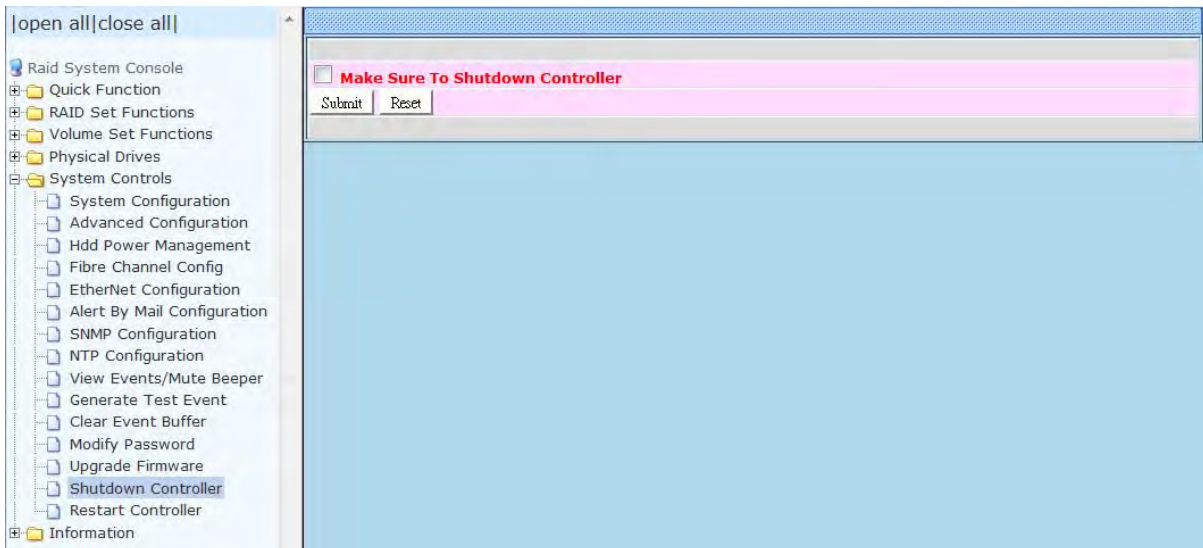 |open all|close all|
Raid System Console
Quick Function
RAID Set Functions
Volume Set Functions
Physical Drives
System Controls
System Configuration
Advanced Configuration
Hdd Power Management
Fibre Channel Config
EtherNet Configuration
Alert By Mail Configuration
SNMP Configuration
NTP Configuration
View Events/Mute Beeper
Generate Test Event
Clear Event Buffer
Modify Password
Upgrade Firmware
Shutdown Controller
Restart Controller
Information
Make Sure To Shutdown Controller
Submit Reset